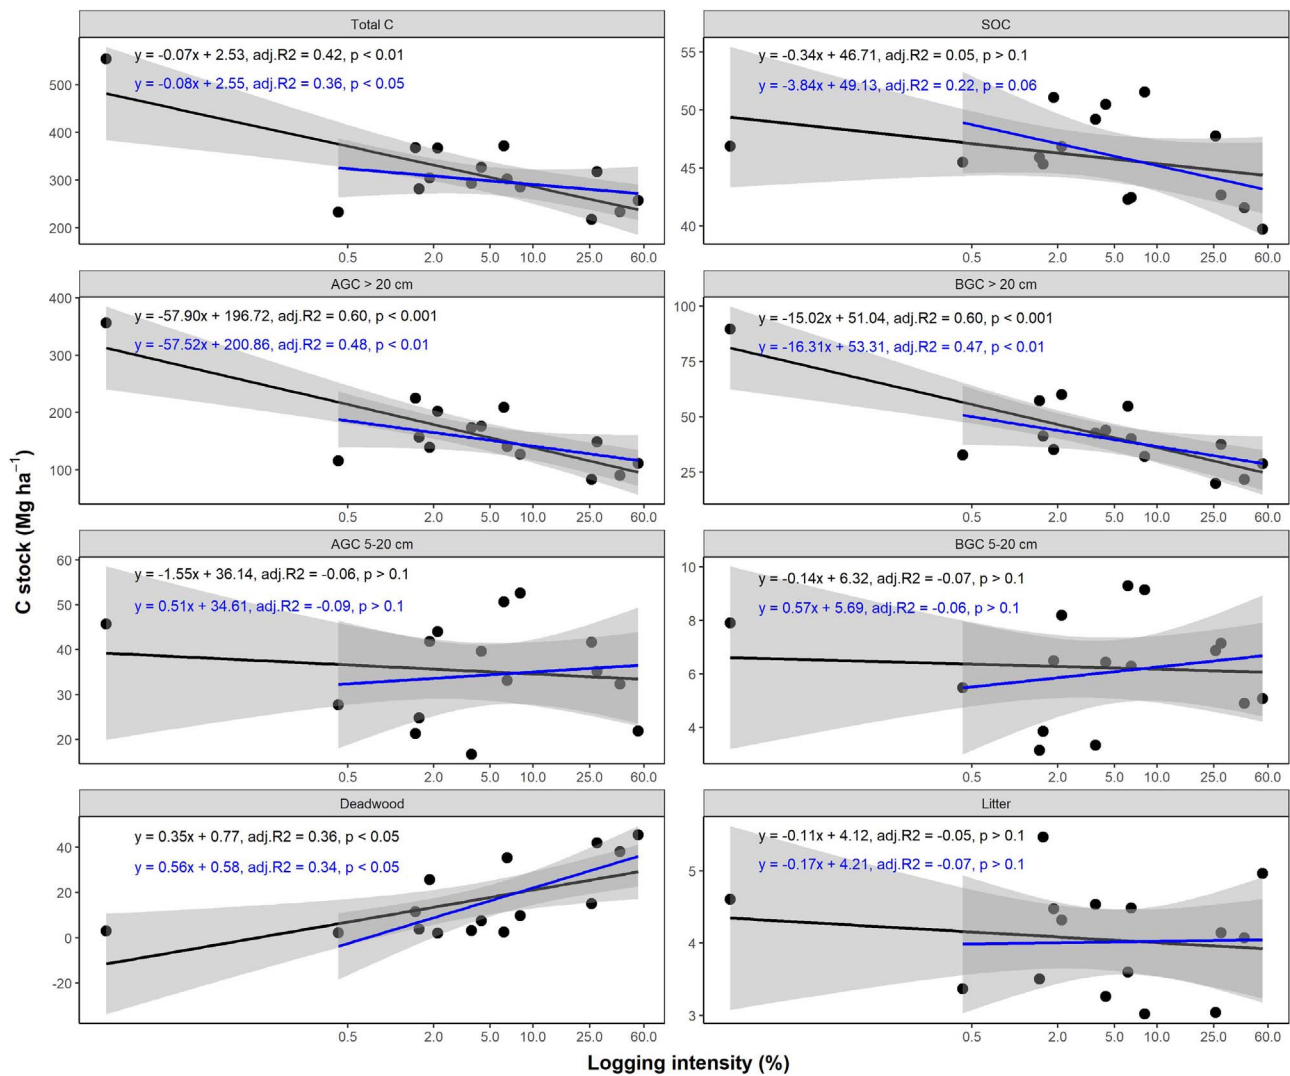 Total C
y = -0.07x + 2.53, adj.R2 = 0.42, p < 0.01
y = -0.08x + 2.55, adj.R2 = 0.36, p < 0.05
500
400
300
200
0.5 2.0 5.0 10.0 25.0 60.0
SOC
y = -0.34x + 46.71, adj.R2 = 0.05, p > 0.1
y = -3.84x + 49.13, adj.R2 = 0.22, p = 0.06
55
50
45
40
0.5 2.0 5.0 10.0 25.0 60.0
AGC > 20 cm
y = -57.90x + 196.72, adj.R2 = 0.60, p < 0.001
y = -57.52x + 200.86, adj.R2 = 0.48, p < 0.01
400
300
200
100
0.5 2.0 5.0 10.0 25.0 60.0
BGC > 20 cm
y = -15.02x + 51.04, adj.R2 = 0.60, p < 0.001
y = -16.31x + 53.31, adj.R2 = 0.47, p < 0.01
100
75
50
25
0.5 2.0 5.0 10.0 25.0 60.0
AGC 5-20 cm
y = -1.55x + 36.14, adj.R2 = -0.06, p > 0.1
y = 0.51x + 34.61, adj.R2 = -0.09, p > 0.1
60
50
40
30
20
0.5 2.0 5.0 10.0 25.0 60.0
BGC 5-20 cm
y = -0.14x + 6.32, adj.R2 = -0.07, p > 0.1
y = 0.57x + 5.69, adj.R2 = -0.06, p > 0.1
10
8
6
4
0.5 2.0 5.0 10.0 25.0 60.0
Deadwood
y = 0.35x + 0.77, adj.R2 = 0.36, p < 0.05
y = 0.56x + 0.58, adj.R2 = 0.34, p < 0.05
40
20
0
-20
0.5 2.0 5.0 10.0 25.0 60.0
Litter
y = -0.11x + 4.12, adj.R2 = -0.05, p > 0.1
y = -0.17x + 4.21, adj.R2 = -0.07, p > 0.1
5
4
3
0.5 2.0 5.0 10.0 25.0 60.0
C stock (Mg ha⁻¹)
Logging intensity (%)